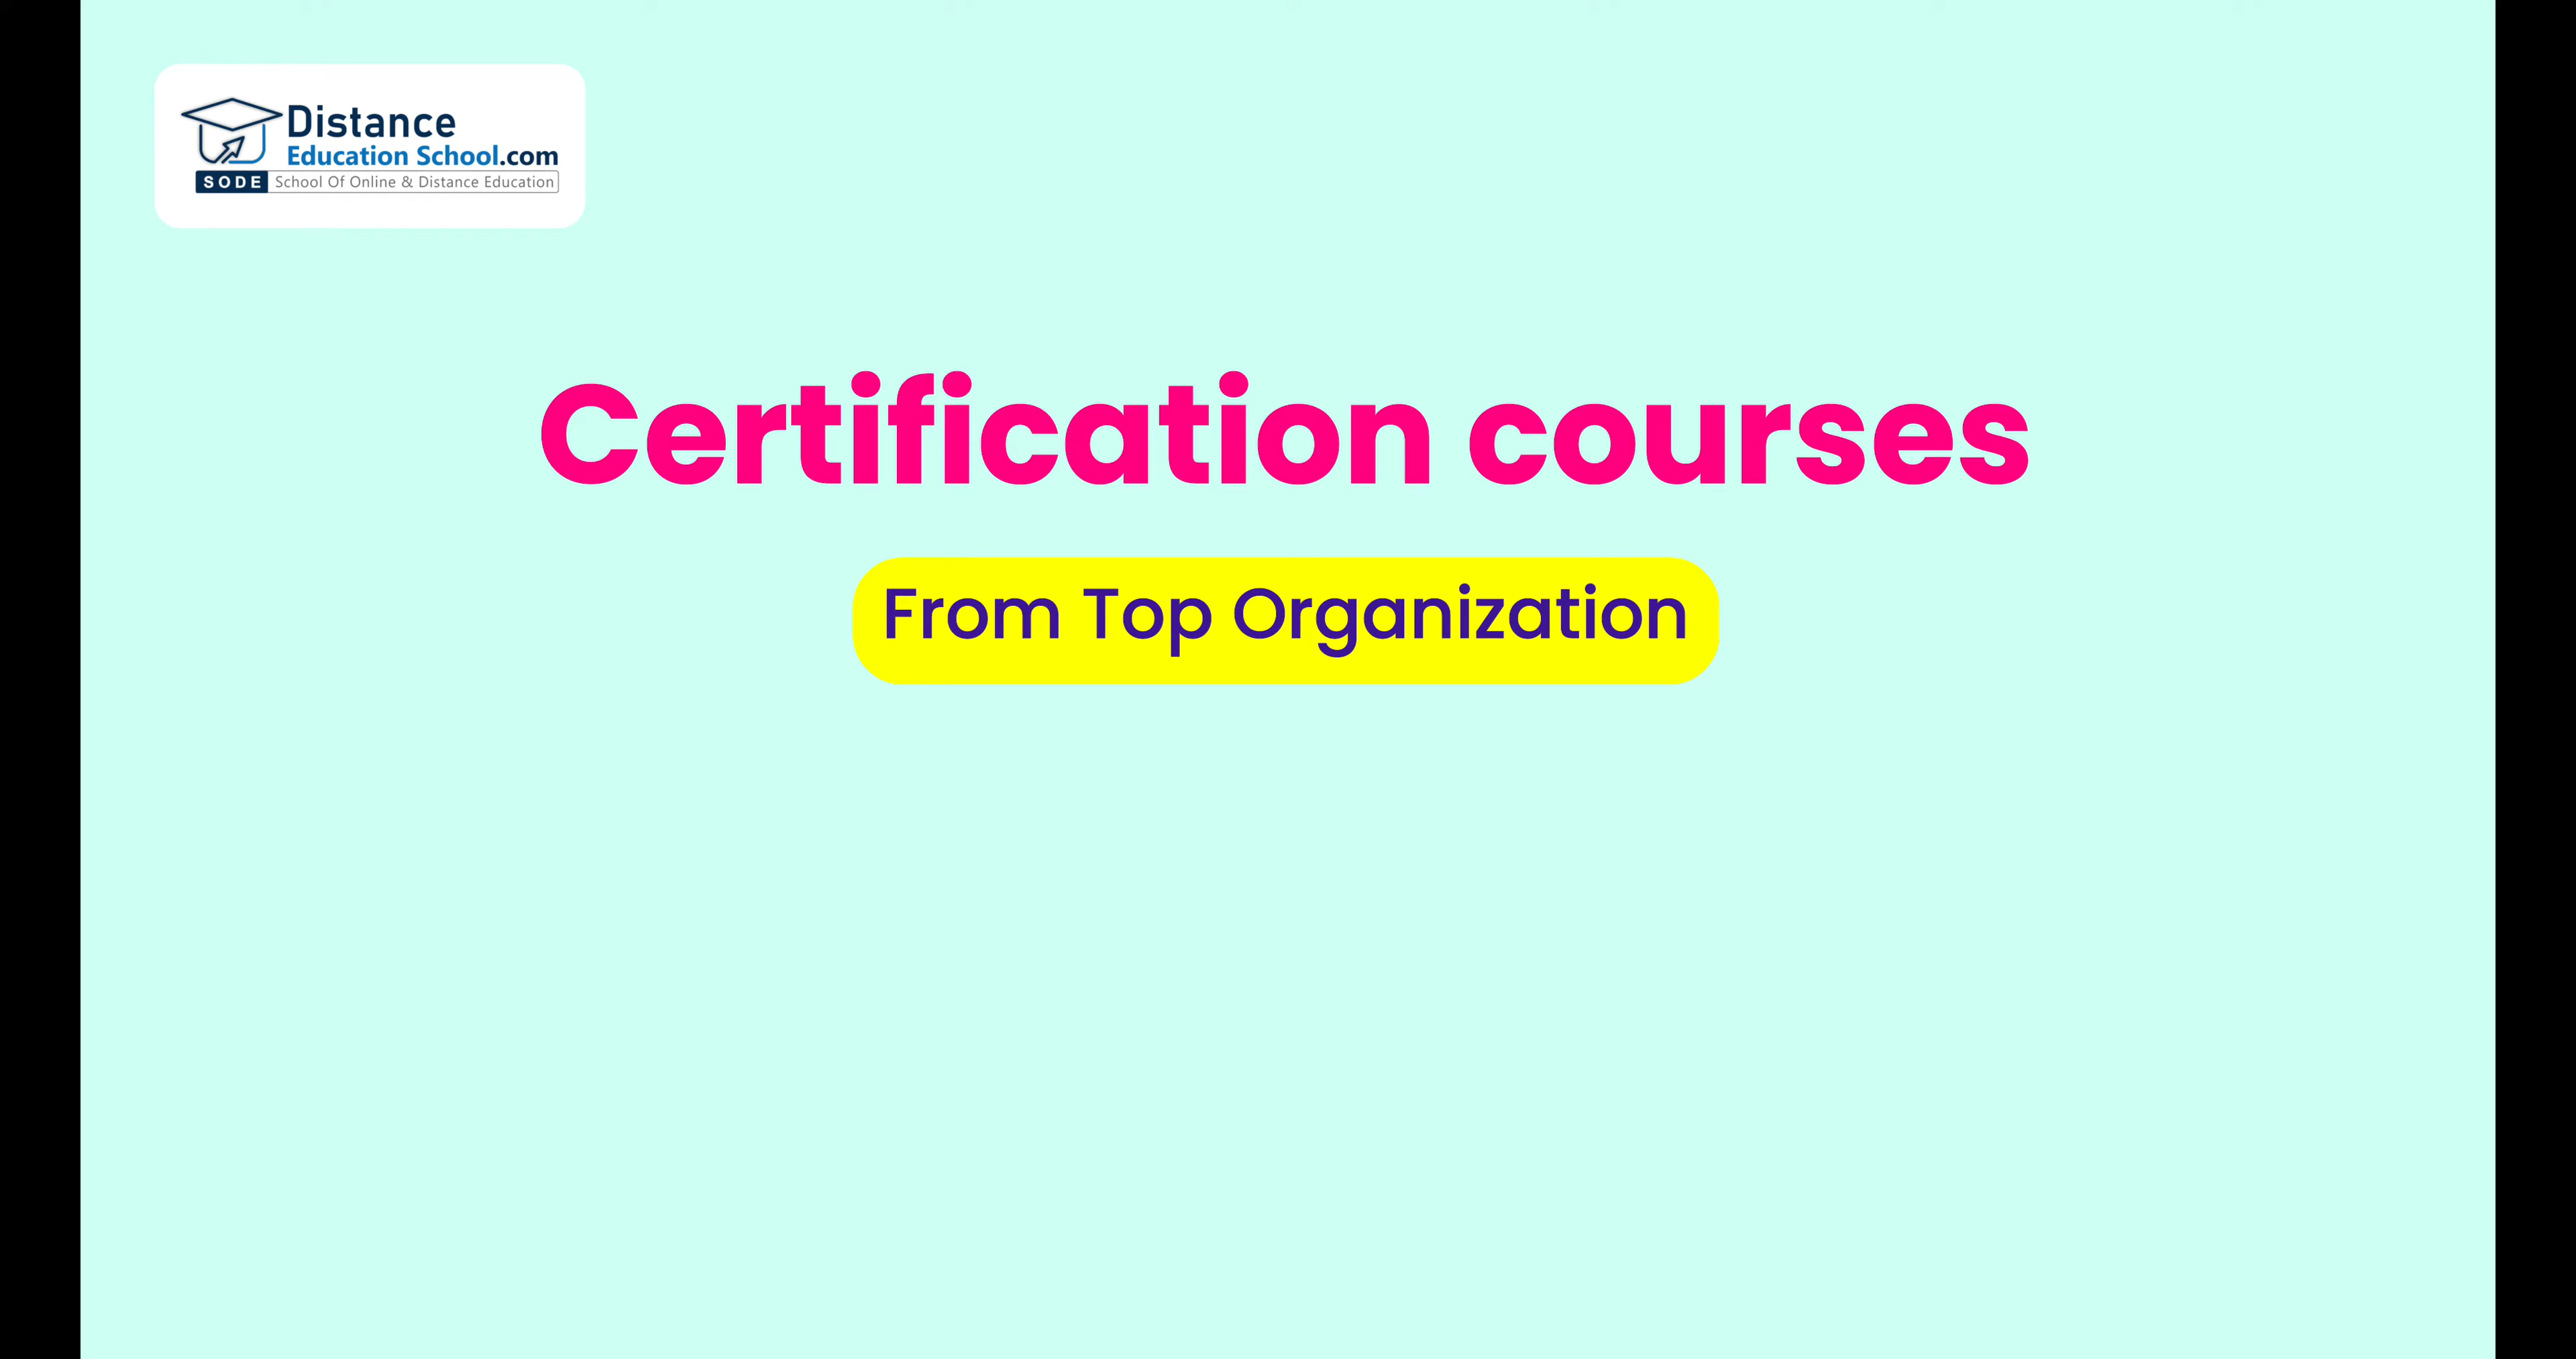 Distance
Education School.com
SODE School Of Online & Distance Education
Certification courses
From Top Organization